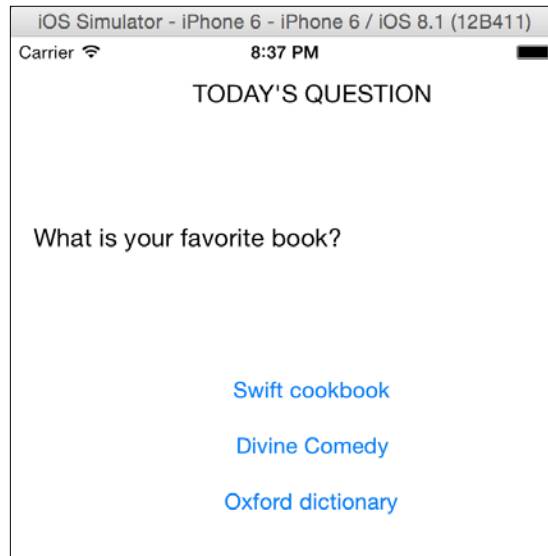 iOS Simulator - iPhone 6 - iPhone 6 / iOS 8.1 (12B411)
Carrier 8:37 PM
TODAY'S QUESTION
What is your favorite book?
Swift cookbook
Divine Comedy
Oxford dictionary